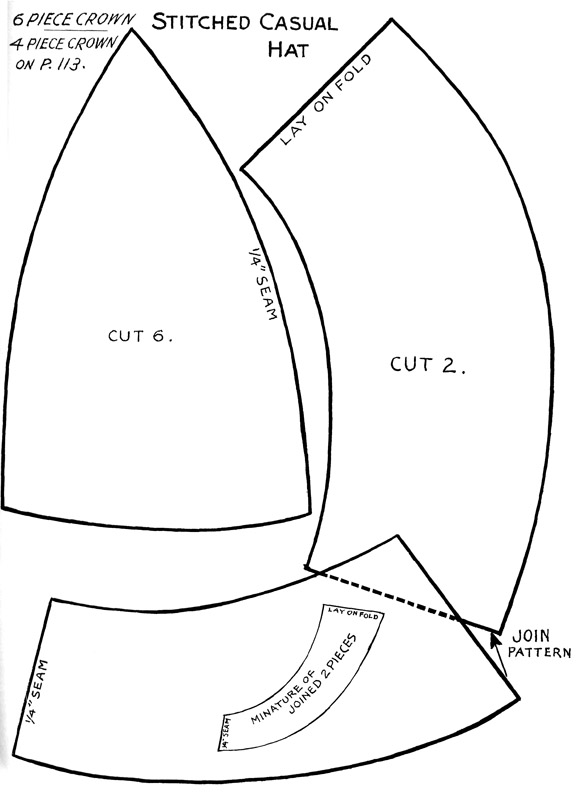 6 PIECE CROWN
4 PIECE CROWN
ON P. 113.
STITCHED CASUAL
HAT
LAY ON FOLD
1/4" SEAM
CUT 6.
CUT 2.
JOIN
PATTERN
1/4" SEAM
LAY ON FOLD
MINATURE OF
JOINED 2 PIECES
1/4" SEAM